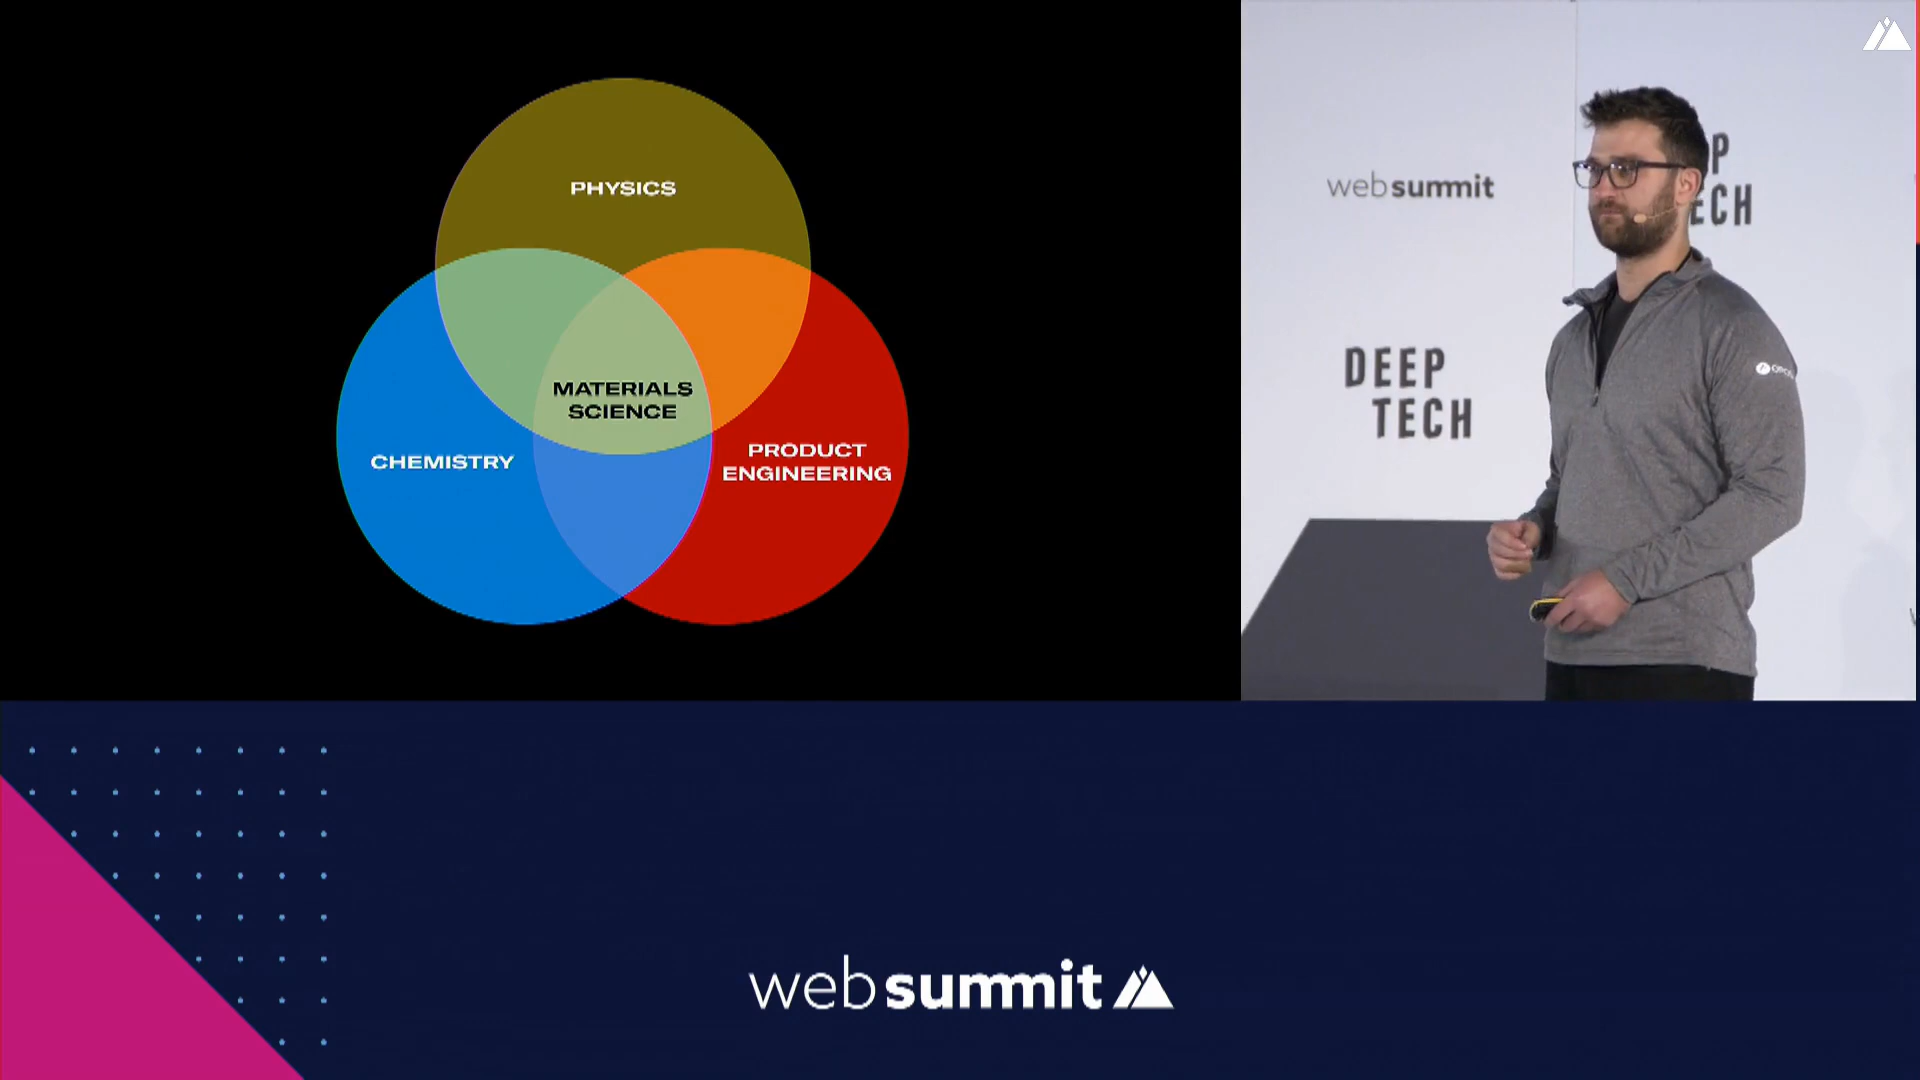 PHYSICS
MATERIALS
SCIENCE
CHEMISTRY
PRODUCT
ENGINEERING
websummit
DEEP
TECH
websummit